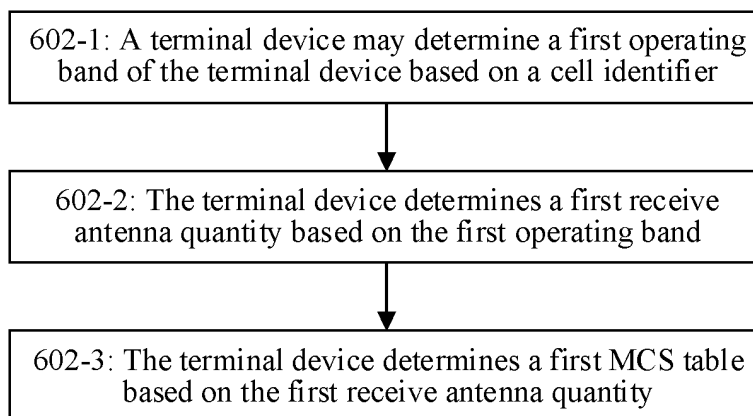 602-1: A terminal device may determine a first operating
band of the terminal device based on a cell identifier
602-2: The terminal device determines a first receive
antenna quantity based on the first operating band
602-3: The terminal device determines a first MCS table
based on the first receive antenna quantity